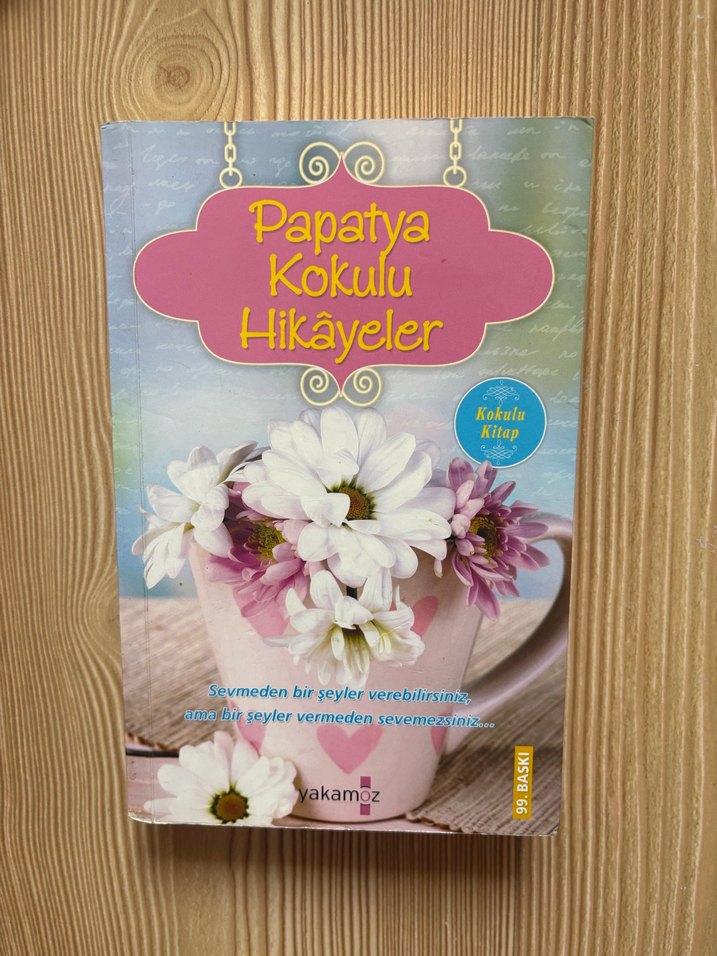 Papatya
Kokulu
Hikâyeler
Kokulu
Kitap
Sevmeden bir şeyler verebilirsiniz,
ama bir şeyler vermeden sevemezsiniz...
99. BASKI
yakamoz